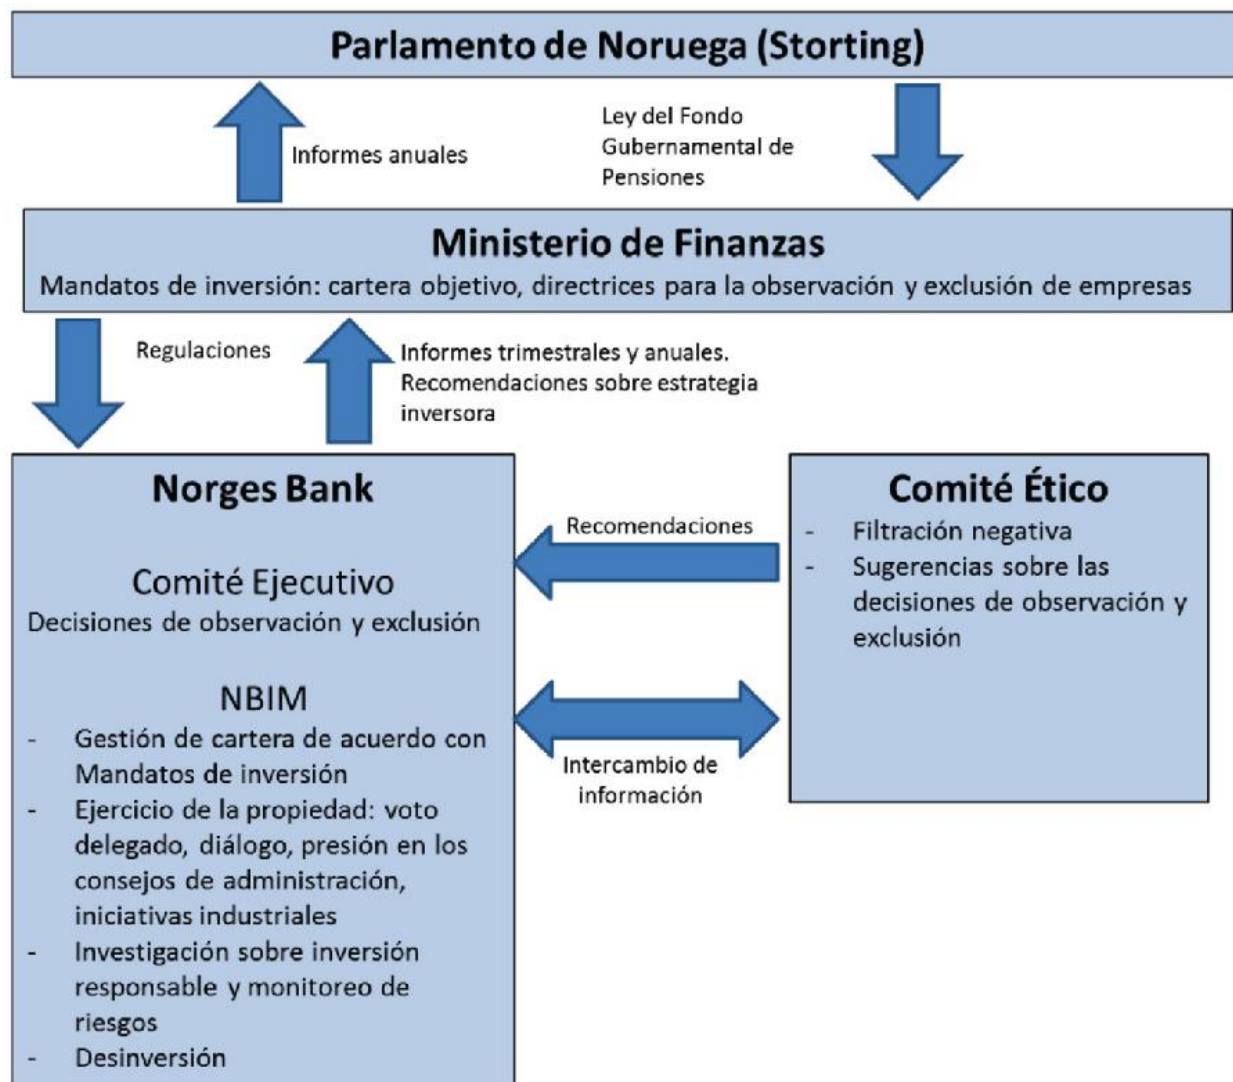 Parlamento de Noruega (Storting)
Informes anuales
Ley del Fondo
Gubernamental de
Pensiones
Ministerio de Finanzas
Mandatos de inversión: cartera objetivo, directrices para la observación y exclusión de empresas
Regulaciones
Informes trimestrales y anuales.
Recomendaciones sobre estrategia
inversora
Norges Bank
Comité Ejecutivo
Decisiones de observación y exclusión
NBIM
- Gestión de cartera de acuerdo con
Mandatos de inversión
- Ejercicio de la propiedad: voto
delegado, diálogo, presión en los
consejos de administración,
iniciativas industriales
- Investigación sobre inversión
responsable y monitoreo de
riesgos
- Desinversión
Recomendaciones
Intercambio de
información
Comité Ético
- Filtración negativa
- Sugerencias sobre las
decisiones de observación y
exclusión